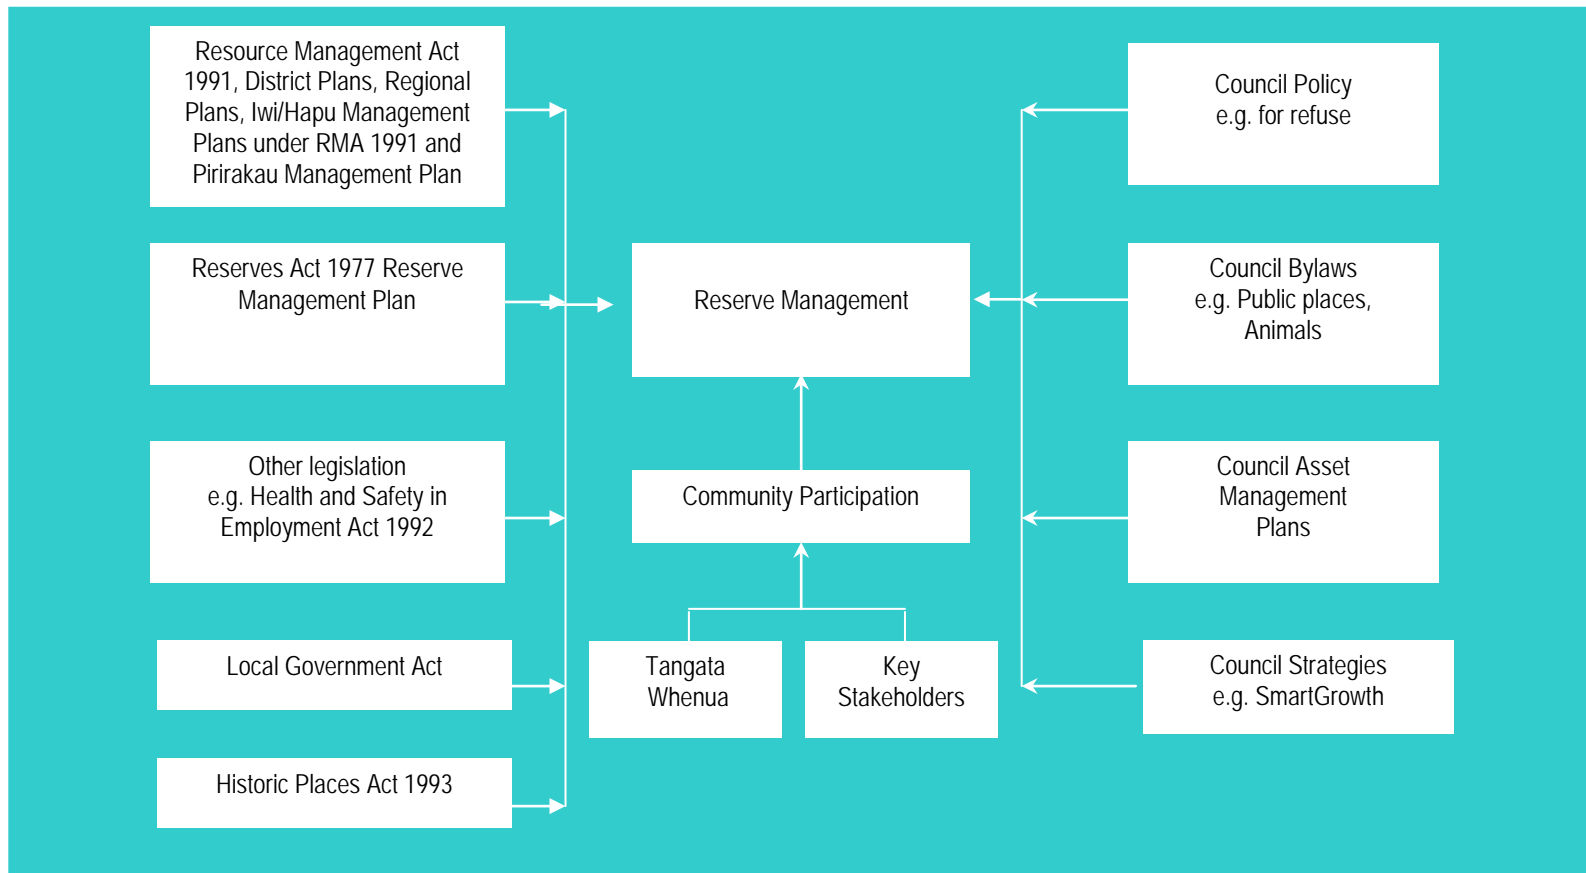 Resource Management Act
1991, District Plans, Regional
Plans, Iwi/Hapu Management
Plans under RMA 1991 and
Pirirakau Management Plan
Reserves Act 1977 Reserve
Management Plan
Other legislation
e.g. Health and Safety in
Employment Act 1992
Local Government Act
Historic Places Act 1993
Reserve Management
Community Participation
Tangata
Whenua
Key
Stakeholders
Council Policy
e.g. for refuse
Council Bylaws
e.g. Public places,
Animals
Council Asset
Management
Plans
Council Strategies
e.g. SmartGrowth